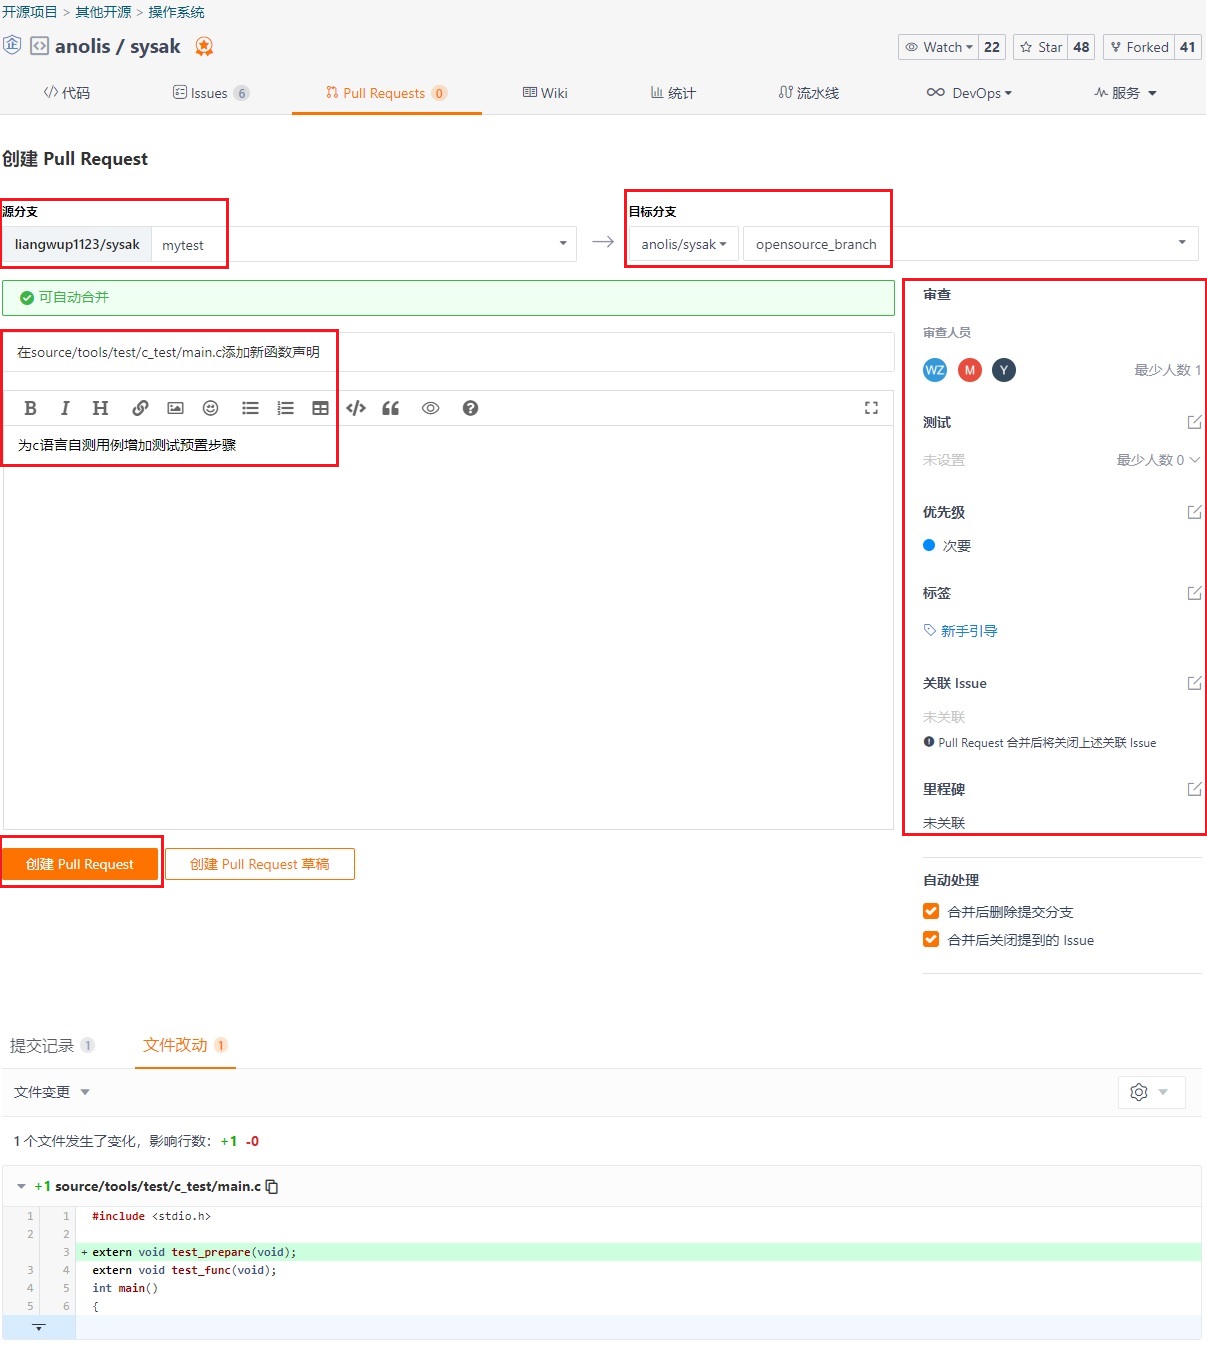 开源项目 > 其他开源 > 操作系统
anolis / sysak
Watch 22 Star 48 Forked 41
代码 Issues 6 Pull Requests 0 Wiki 统计 流水线 DevOps 服务
创建 Pull Request
源分支
liangwup1123/sysak mytest
目标分支
anolis/sysak opensource_branch
可自动合并
在source/tools/test/c_test/main.c添加新函数声明
B I H
为c语言自测用例增加测试预置步骤
创建 Pull Request 创建 Pull Request 草稿
审查
审查人员
WZ M Y 最少人数 1
测试
未设置 最少人数 0
优先级
次要
标签
新手引导
关联 Issue
未关联
Pull Request 合并后将关闭上述关联 Issue
里程碑
未关联
自动处理
合并后删除提交分支
合并后关闭提到的 Issue
提交记录 1 文件改动 1
文件变更
1 个文件发生了变化，影响行数： +1 -0
+1 source/tools/test/c_test/main.c
1 1 #include <stdio.h>
2 2
3 + extern void test_prepare(void);
3 4 extern void test_func(void);
4 5 int main()
5 6 {